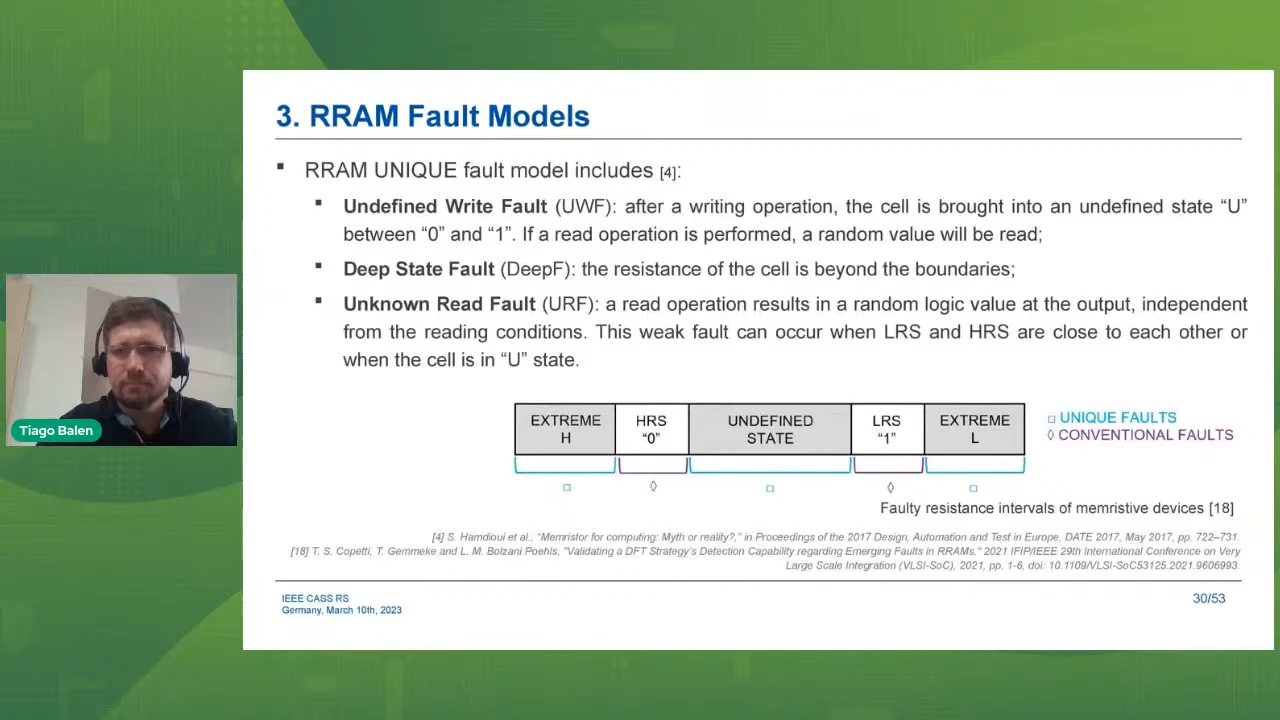 3. RRAM Fault Models
▪ RRAM UNIQUE fault model includes [4]:
▪ Undefined Write Fault (UWF): after a writing operation, the cell is brought into an undefined state “U”
between “0” and “1”. If a read operation is performed, a random value will be read;
▪ Deep State Fault (DeepF): the resistance of the cell is beyond the boundaries;
▪ Unknown Read Fault (URF): a read operation results in a random logic value at the output, independent
from the reading conditions. This weak fault can occur when LRS and HRS are close to each other or
when the cell is in “U” state.
EXTREME
H
HRS
“0”
UNDEFINED
STATE
LRS
“1”
EXTREME
L
□ UNIQUE FAULTS
◊ CONVENTIONAL FAULTS
□ ◊ □ ◊ □
Faulty resistance intervals of memristive devices [18]
[4] S. Hamdioui et al., “Memristor for computing: Myth or reality?,” in Proceedings of the 2017 Design, Automation and Test in Europe, DATE 2017, May 2017, pp. 722–731.
[18] T. S. Copetti, T. Gemmeke and L. M. Bolzani Poehls, "Validating a DFT Strategy's Detection Capability regarding Emerging Faults in RRAMs," 2021 IFIP/IEEE 29th International Conference on Very
Large Scale Integration (VLSI-SoC), 2021, pp. 1-6, doi: 10.1109/VLSI-SoC53125.2021.9606993.
IEEE CASS RS
Germany, March 10th, 2023
30/53
Tiago Balen